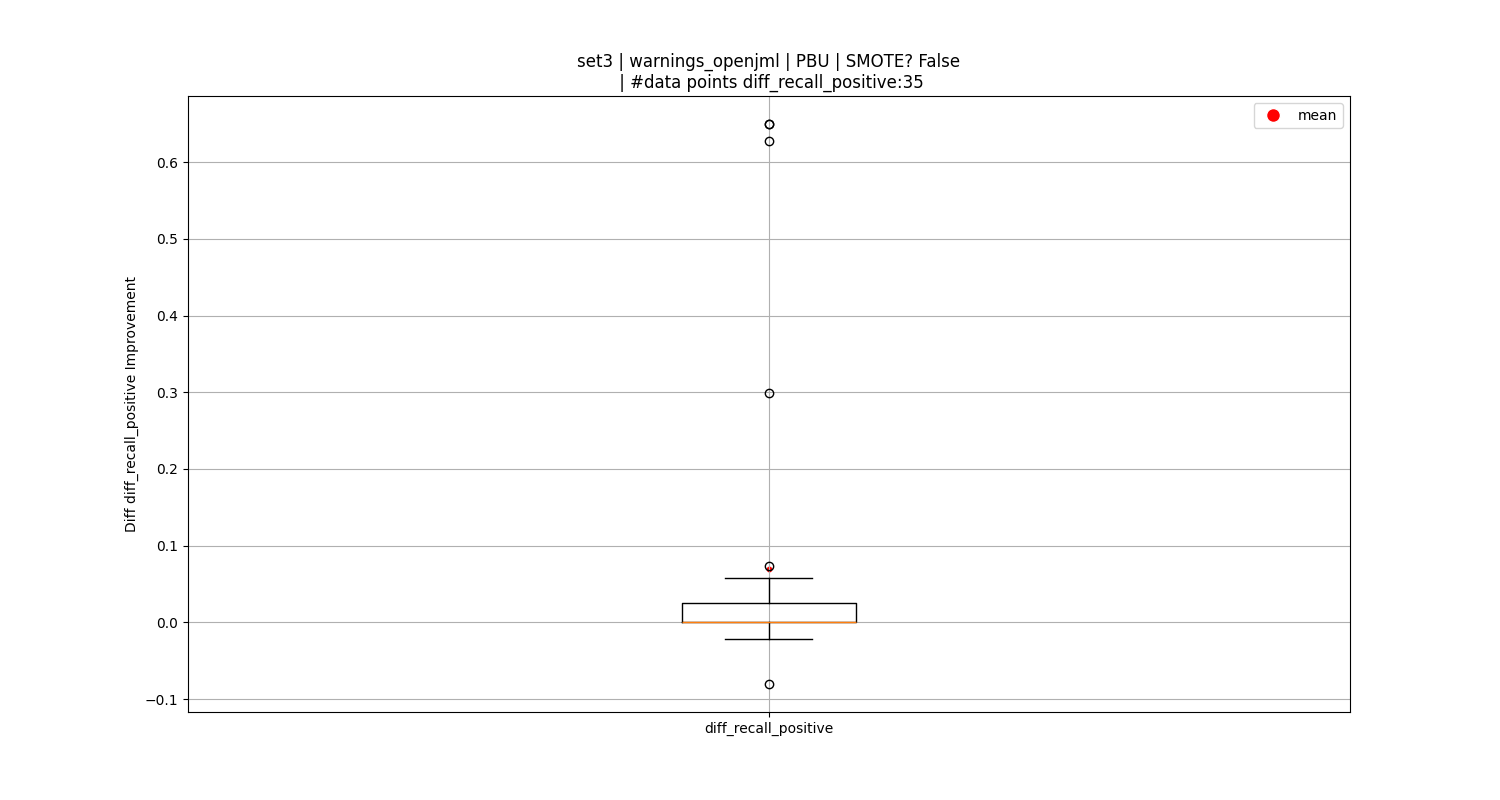 set3 | warnings_openjml | PBU | SMOTE? False
| #data points diff_recall_positive:35
mean
Diff diff_recall_positive Improvement
0.6
0.5
0.4
0.3
0.2
0.1
0.0
−0.1
diff_recall_positive